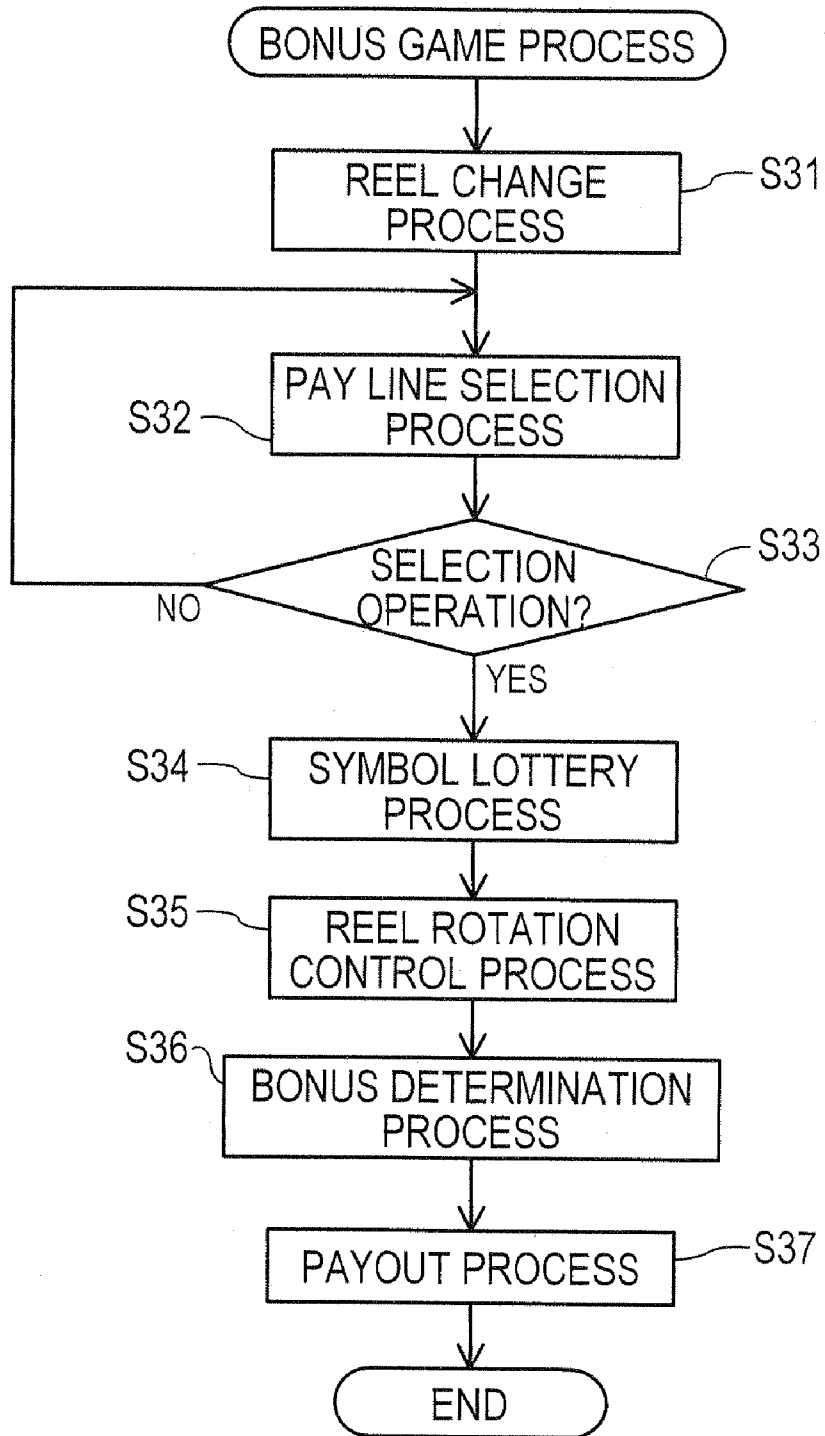 BONUS GAME PROCESS
REEL CHANGE
PROCESS
S31
PAY LINE SELECTION
PROCESS
S32
SELECTION
OPERATION?
S33
NO
YES
S34
SYMBOL LOTTERY
PROCESS
S35
REEL ROTATION
CONTROL PROCESS
S36
BONUS DETERMINATION
PROCESS
PAYOUT PROCESS
S37
END